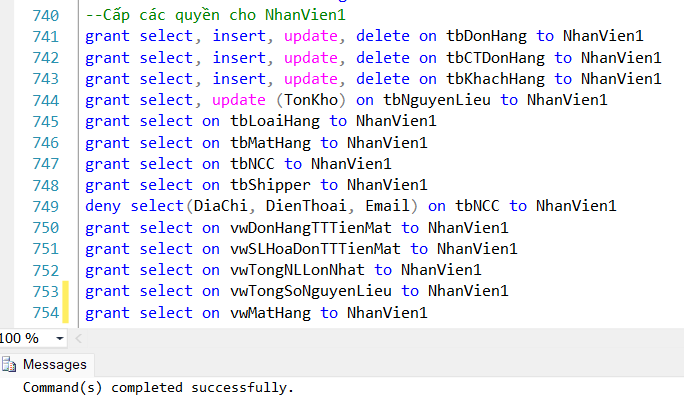 740 --Cấp các quyền cho NhanVien1
741 grant select, insert, update, delete on tbDonHang to NhanVien1
742 grant select, insert, update, delete on tbCTDonHang to NhanVien1
743 grant select, insert, update, delete on tbKhachHang to NhanVien1
744 grant select, update (TonKho) on tbNguyenLieu to NhanVien1
745 grant select on tbLoaiHang to NhanVien1
746 grant select on tbMatHang to NhanVien1
747 grant select on tbNCC to NhanVien1
748 grant select on tbShipper to NhanVien1
749 deny select(DiaChi, DienThoai, Email) on tbNCC to NhanVien1
750 grant select on vwDonHangTTTienMat to NhanVien1
751 grant select on vwSLHoaDonTTTienMat to NhanVien1
752 grant select on vwTongNLLonNhat to NhanVien1
753 grant select on vwTongSoNguyenLieu to NhanVien1
754 grant select on vwMatHang to NhanVien1
100 %
Messages
Command(s) completed successfully.